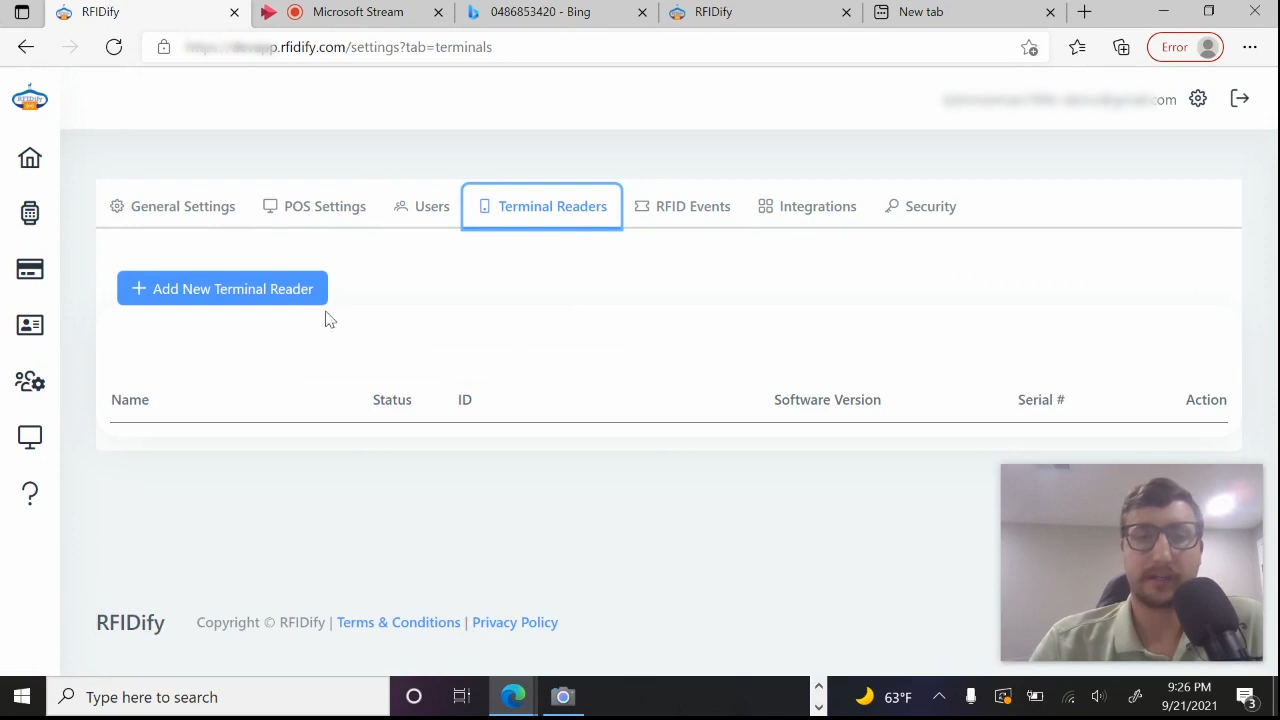 RFIDify
Microsoft Stream
0486853420 - Bing
RFIDify
New tab
.rfidify.com/settings?tab=terminals
Error
om
General Settings
POS Settings
Users
Terminal Readers
RFID Events
Integrations
Security
Add New Terminal Reader
Name
Status
ID
Software Version
Serial #
Action
RFIDify
Copyright © RFIDify | Terms & Conditions | Privacy Policy
Type here to search
63°F
9:26 PM
9/21/2021
3